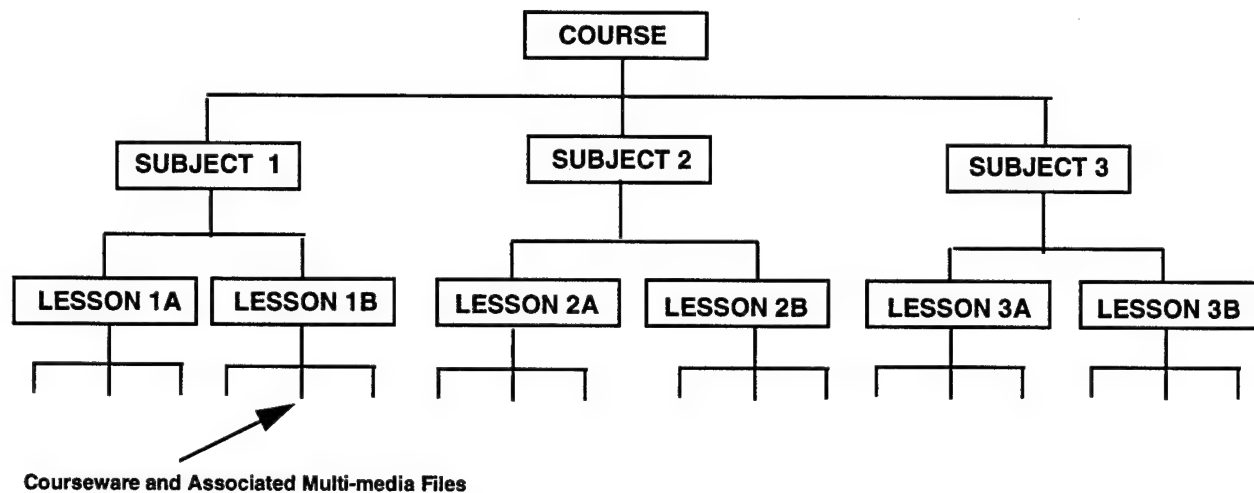 COURSE
SUBJECT 1
SUBJECT 2
SUBJECT 3
LESSON 1A
LESSON 1B
LESSON 2A
LESSON 2B
LESSON 3A
LESSON 3B
Courseware and Associated Multi-media Files